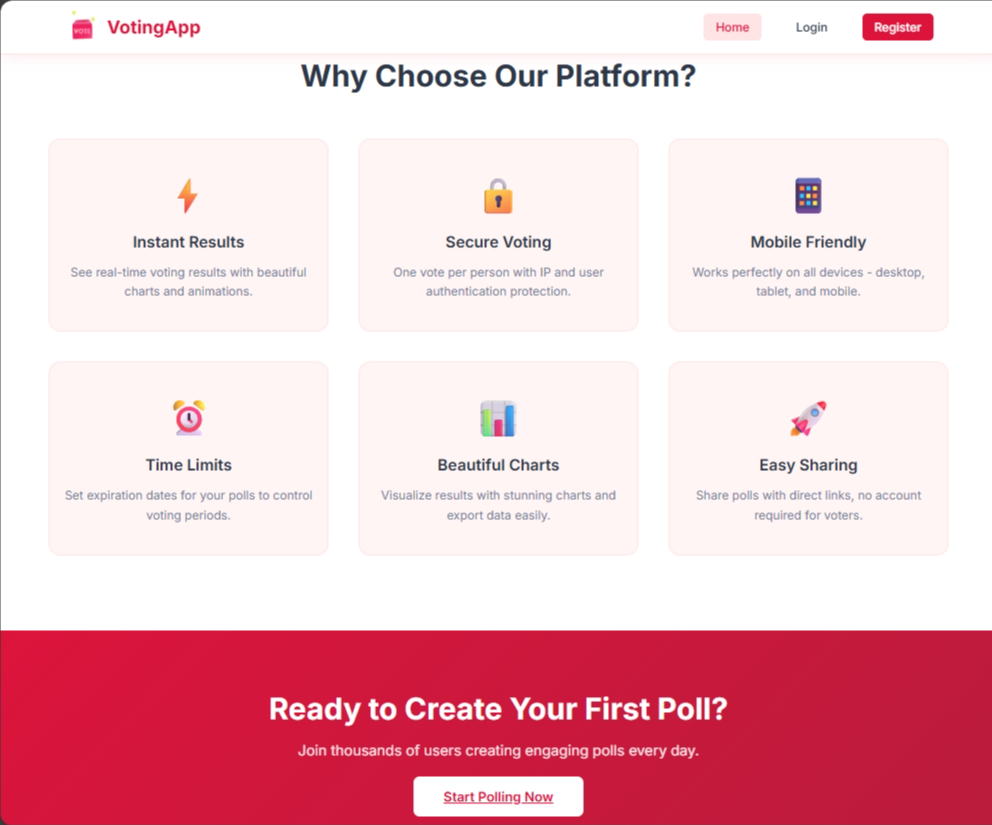 VOTE
VotingApp
Home
Login
Register
Why Choose Our Platform?
Instant Results
See real-time voting results with beautiful
charts and animations.
Secure Voting
One vote per person with IP and user
authentication protection.
Mobile Friendly
Works perfectly on all devices - desktop,
tablet, and mobile.
Time Limits
Set expiration dates for your polls to control
voting periods.
Beautiful Charts
Visualize results with stunning charts and
export data easily.
Easy Sharing
Share polls with direct links, no account
required for voters.
Ready to Create Your First Poll?
Join thousands of users creating engaging polls every day.
Start Polling Now